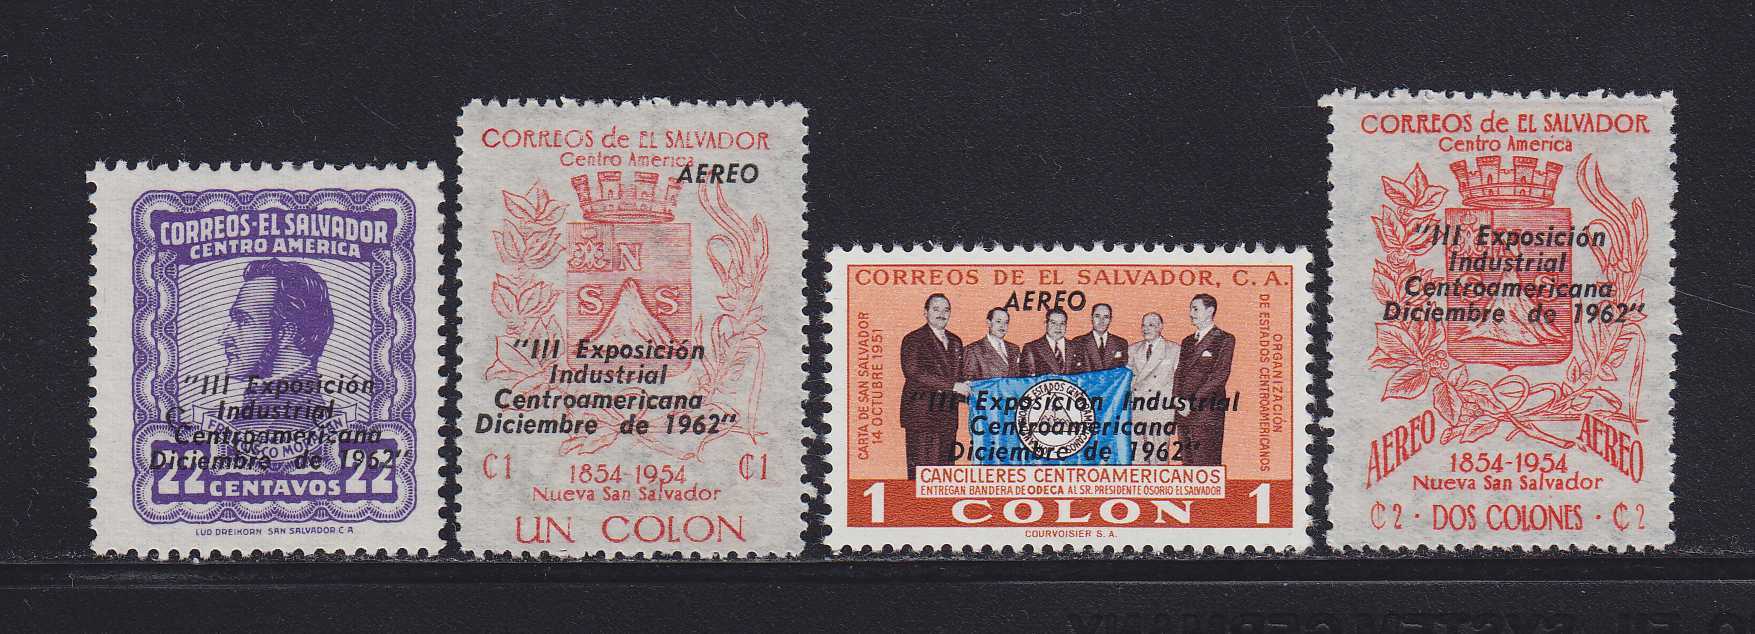 CORREOS-EL SALVADOR
CENTRO AMERICA
"III Exposición
Industrial
Centroamericana
Diciembre de 1962"
22 CENTAVOS 22
LUD DREIKORN SAN SALVADOR C A
CORREOS de EL SALVADOR
Centro America
AEREO
N
S S
"III Exposición
Industrial
Centroamericana
Diciembre de 1962"
₡1 1854-1954 ₡1
Nueva San Salvador
UN COLON
CORREOS DE EL SALVADOR, C. A.
AEREO
CARTA DE SAN SALVADOR
14 OCTUBRE 1951
ORGANIZACIÓN
DE ESTADOS CENTROAMERICANOS
"III Exposición Industrial
Centroamericana
Diciembre de 1962"
CANCILLERES CENTROAMERICANOS
ENTREGAN BANDERA DE ODECA AL SR. PRESIDENTE OSORIO EL SALVADOR
1 COLON 1
COURVOISIER S. A.
CORREOS de EL SALVADOR
Centro America
"III Exposición
Industrial
Centroamericana
Diciembre de 1962"
AEREO AEREO
1854-1954
Nueva San Salvador
₡2 · DOS COLONES · ₡2